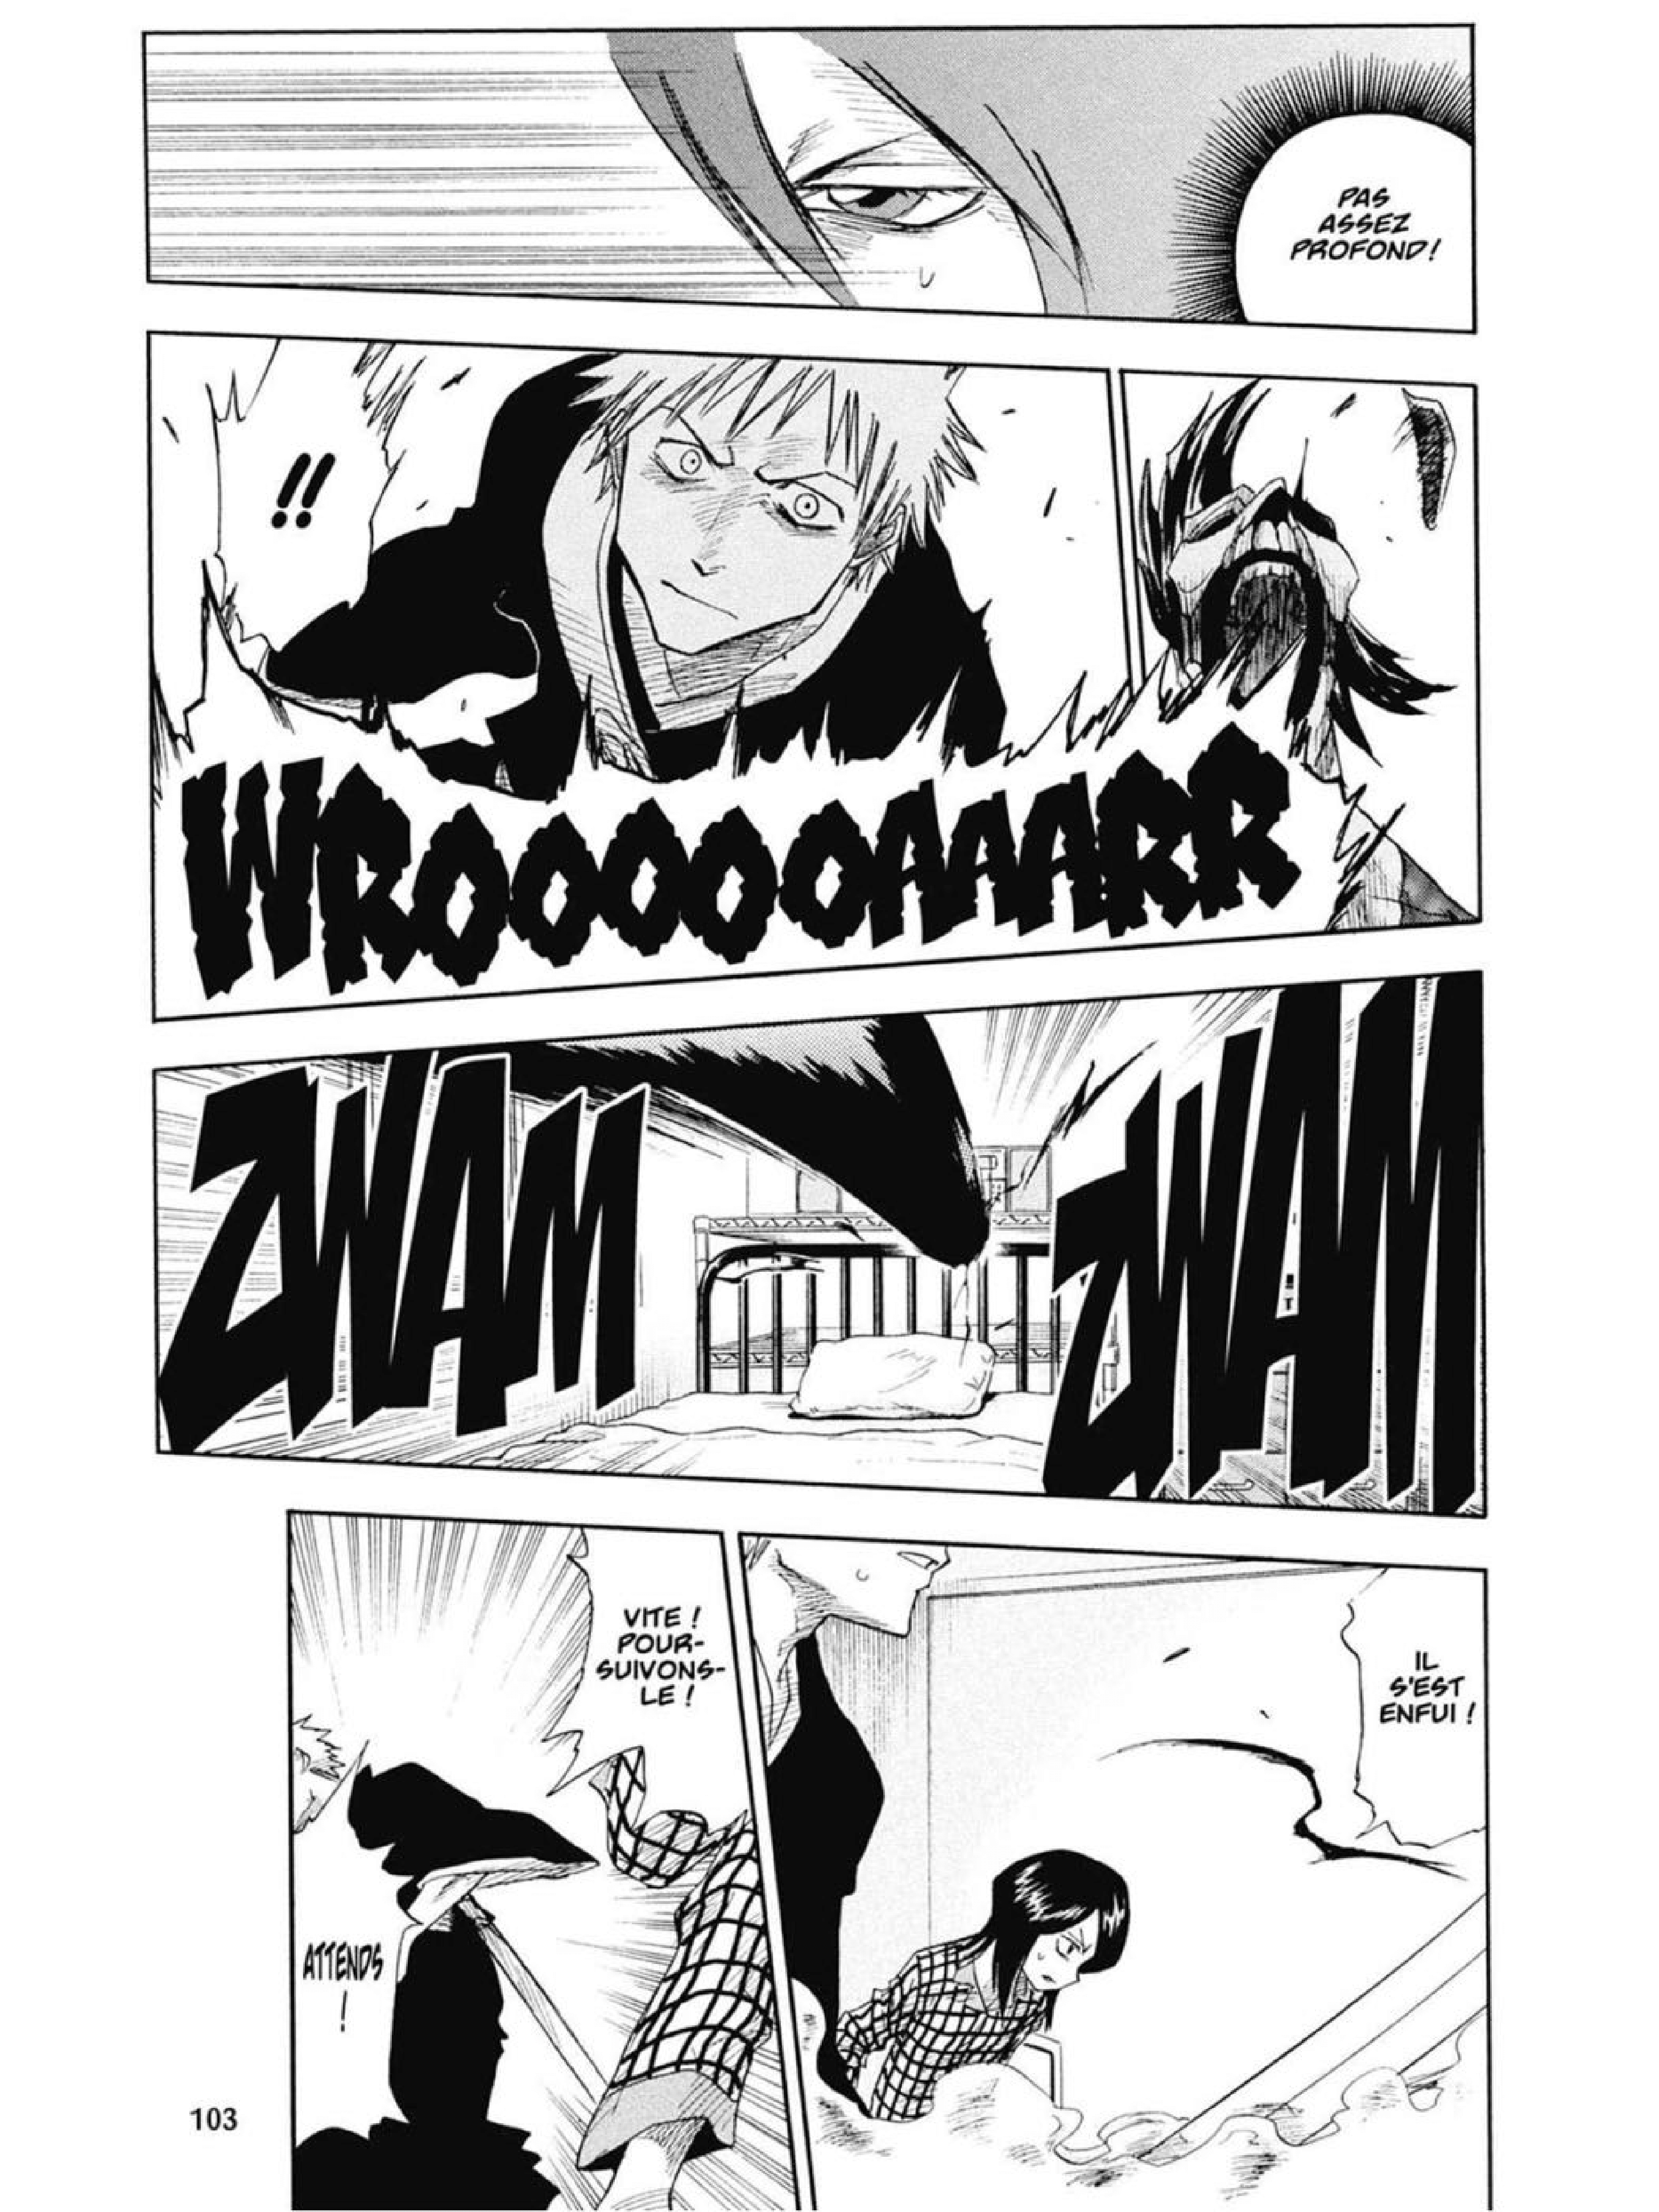 PAS
ASSEZ
PROFOND !
!!
WROOOOOAAARR
ZWAM
ZWAM
IL
S'EST
ENFUI !
VITE !
POUR-
SUIVONS-
LE !
ATTENDS
!
103